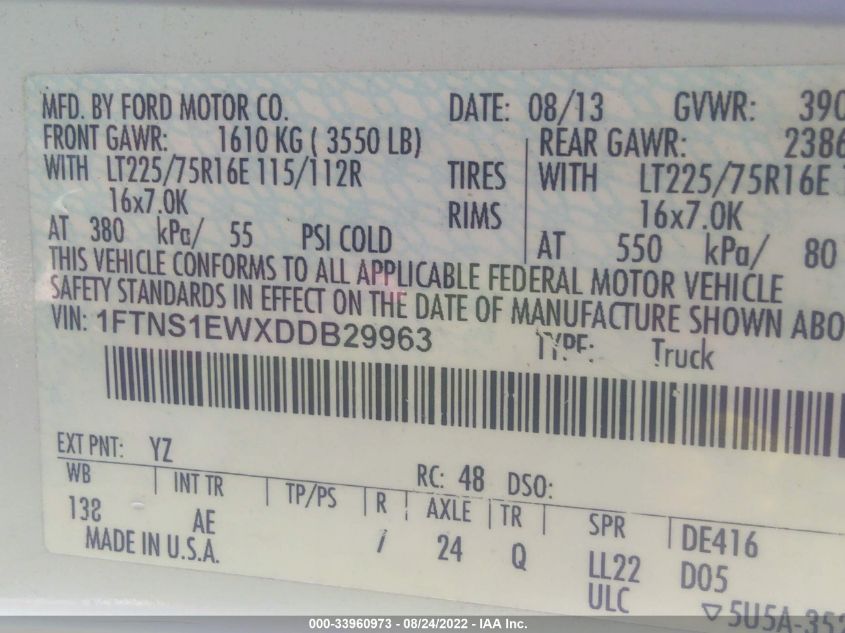 MFD. BY FORD MOTOR CO. DATE: 08/13 GVWR: 390
FRONT GAWR: 1610 KG ( 3550 LB) REAR GAWR: 2386
WITH LT225/75R16E 115/112R TIRES WITH LT225/75R16E
16x7.0K RIMS 16x7.0K
AT 380 kPa/ 55 PSI COLD AT 550 kPa/ 80
THIS VEHICLE CONFORMS TO ALL APPLICABLE FEDERAL MOTOR VEHICLE
SAFETY STANDARDS IN EFFECT ON THE DATE OF MANUFACTURE SHOWN ABO
VIN: 1FTNS1EWXDDB29963 TYPE: Truck
EXT PNT: YZ RC: 48 DSO:
WB INT TR TP/PS R AXLE TR SPR DE416
138 AE 24 Q LL22 D05
MADE IN U.S.A. ULC ▽5U5A-352
000-33960973 - 08/24/2022 - IAA Inc.